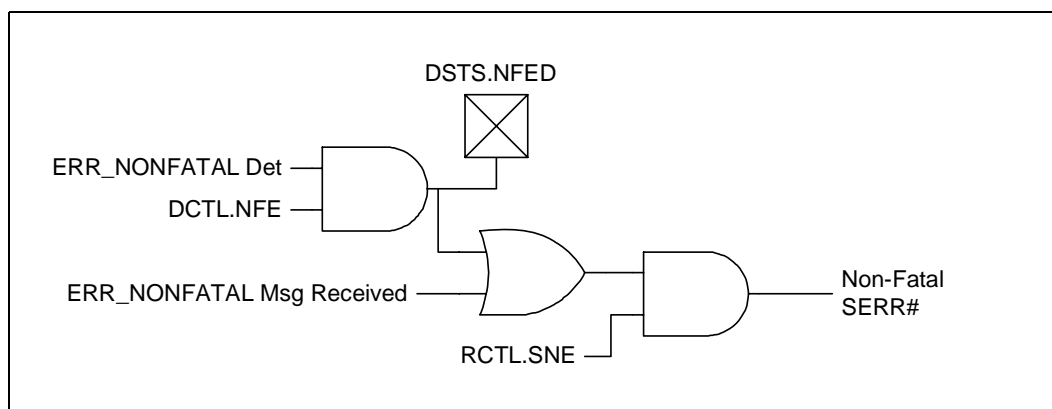 DSTS.NFED
ERR_NONFATAL Det
DCTL.NFE
ERR_NONFATAL Msg Received
Non-Fatal
SERR#
RCTL.SNE